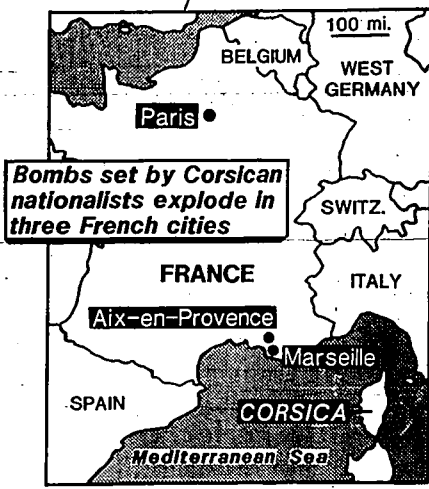 100 mi.
BELGIUM
WEST
GERMANY
Paris
Bombs set by Corsican
nationalists explode in
three French cities
SWITZ.
FRANCE
ITALY
Aix-en-Provence
Marseille
SPAIN
CORSICA
Mediterranean Sea